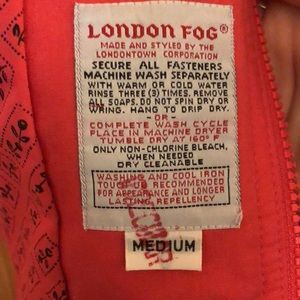 LONDON FOG®
MADE AND STYLED BY THE
LONDONTOWN CORPORATION
SECURE ALL FASTENERS
MACHINE WASH SEPARATELY
WITH WARM OR COLD WATER
RINSE THREE (3) TIMES. REMOVE
ALL SOAPS. DO NOT SPIN DRY OR
WRING. HANG TO DRIP DRY.
-OR-
COMPLETE WASH CYCLE
PLACE IN MACHINE DRYER
TUMBLE DRY AT 160° F
ONLY NON-CHLORINE BLEACH,
WHEN NEEDED
DRY CLEANABLE
WASHING AND COOL IRON
TOUCH UP RECOMMENDED
FOR APPEARANCE AND LONGER
LASTING REPELLENCY
MEDIUM